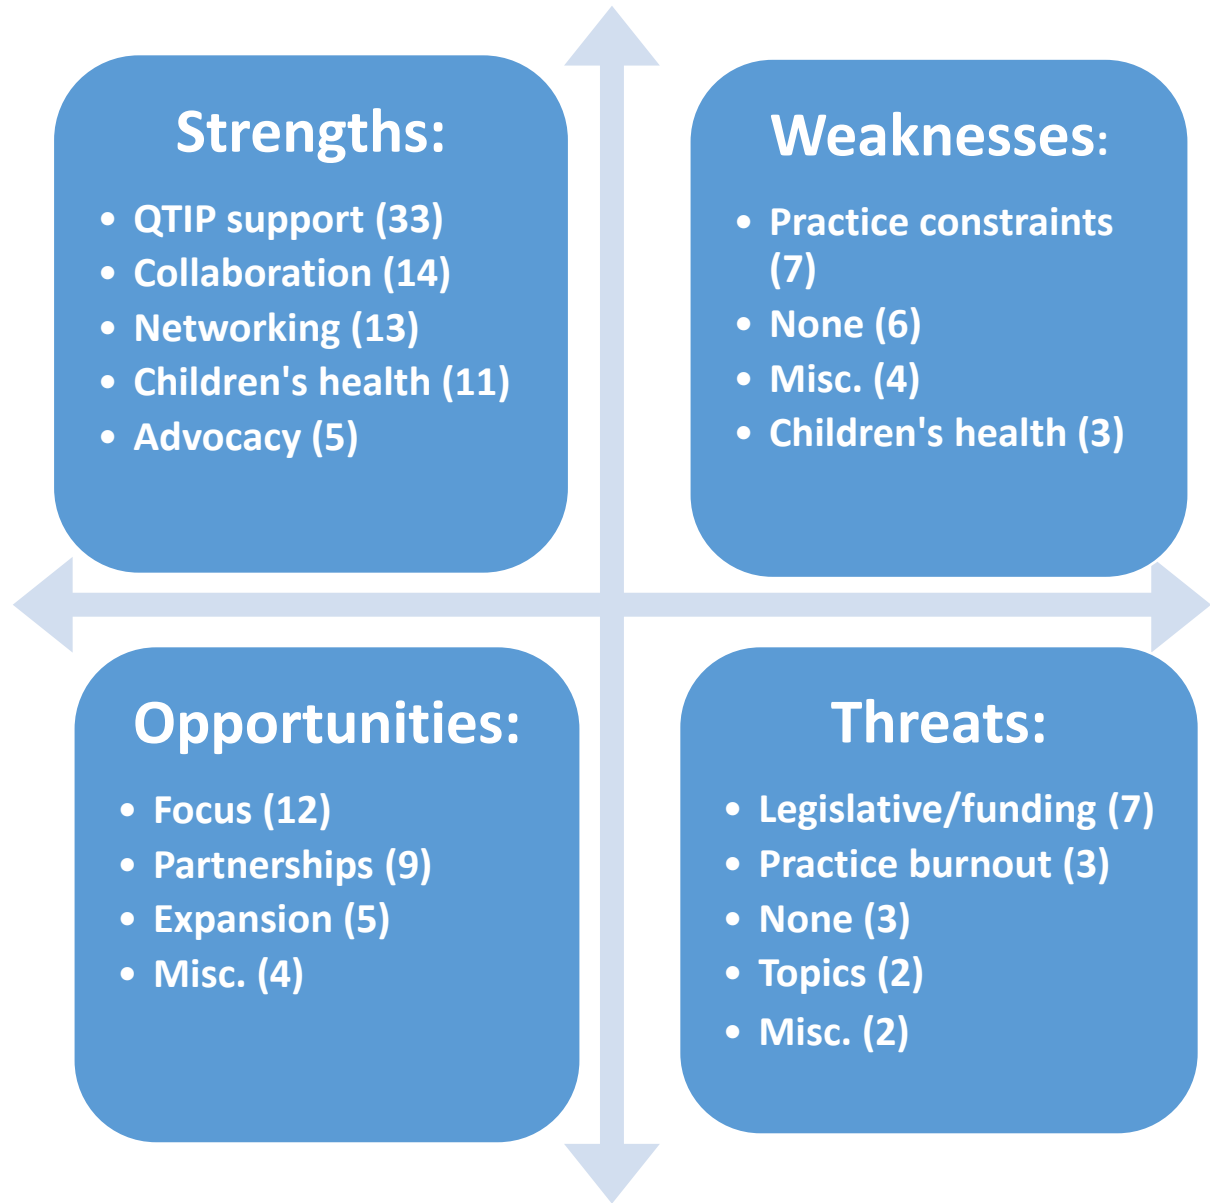 Strengths:
• QTIP support (33)
• Collaboration (14)
• Networking (13)
• Children's health (11)
• Advocacy (5)
Weaknesses:
• Practice constraints
(7)
• None (6)
• Misc. (4)
• Children's health (3)
Opportunities:
• Focus (12)
• Partnerships (9)
• Expansion (5)
• Misc. (4)
Threats:
• Legislative/funding (7)
• Practice burnout (3)
• None (3)
• Topics (2)
• Misc. (2)